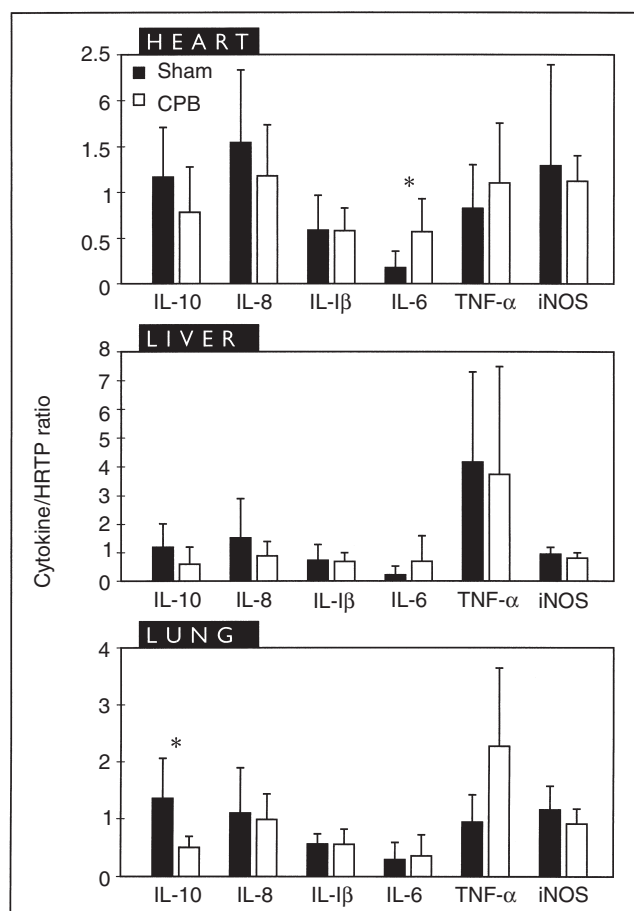 HEART
2.5
Sham
6
CPB
1.5
*
1
0.5
0
IL-10 IL-8 IL-Iβ IL-6 TNF-α iNOS
LIVER
8
7
6
5
4
3
2
1
0
IL-10 IL-8 IL-Iβ IL-6 TNF-α iNOS
Cytokine/HRTP ratio
LUNG
4
3
*
2
1
0
IL-10 IL-8 IL-Iβ IL-6 TNF-α iNOS